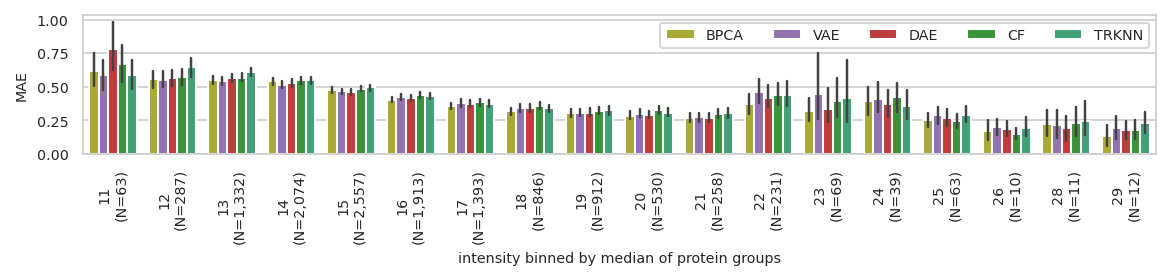 1.00
0.75
0.50
0.25
0.00
MAE
BPCA VAE DAE CF TRKNN
11
(N=63)
12
(N=287)
13
(N=1,332)
14
(N=2,074)
15
(N=2,557)
16
(N=1,913)
17
(N=1,393)
18
(N=846)
19
(N=912)
20
(N=530)
21
(N=258)
22
(N=231)
23
(N=69)
24
(N=39)
25
(N=63)
26
(N=10)
28
(N=11)
29
(N=12)
intensity binned by median of protein groups